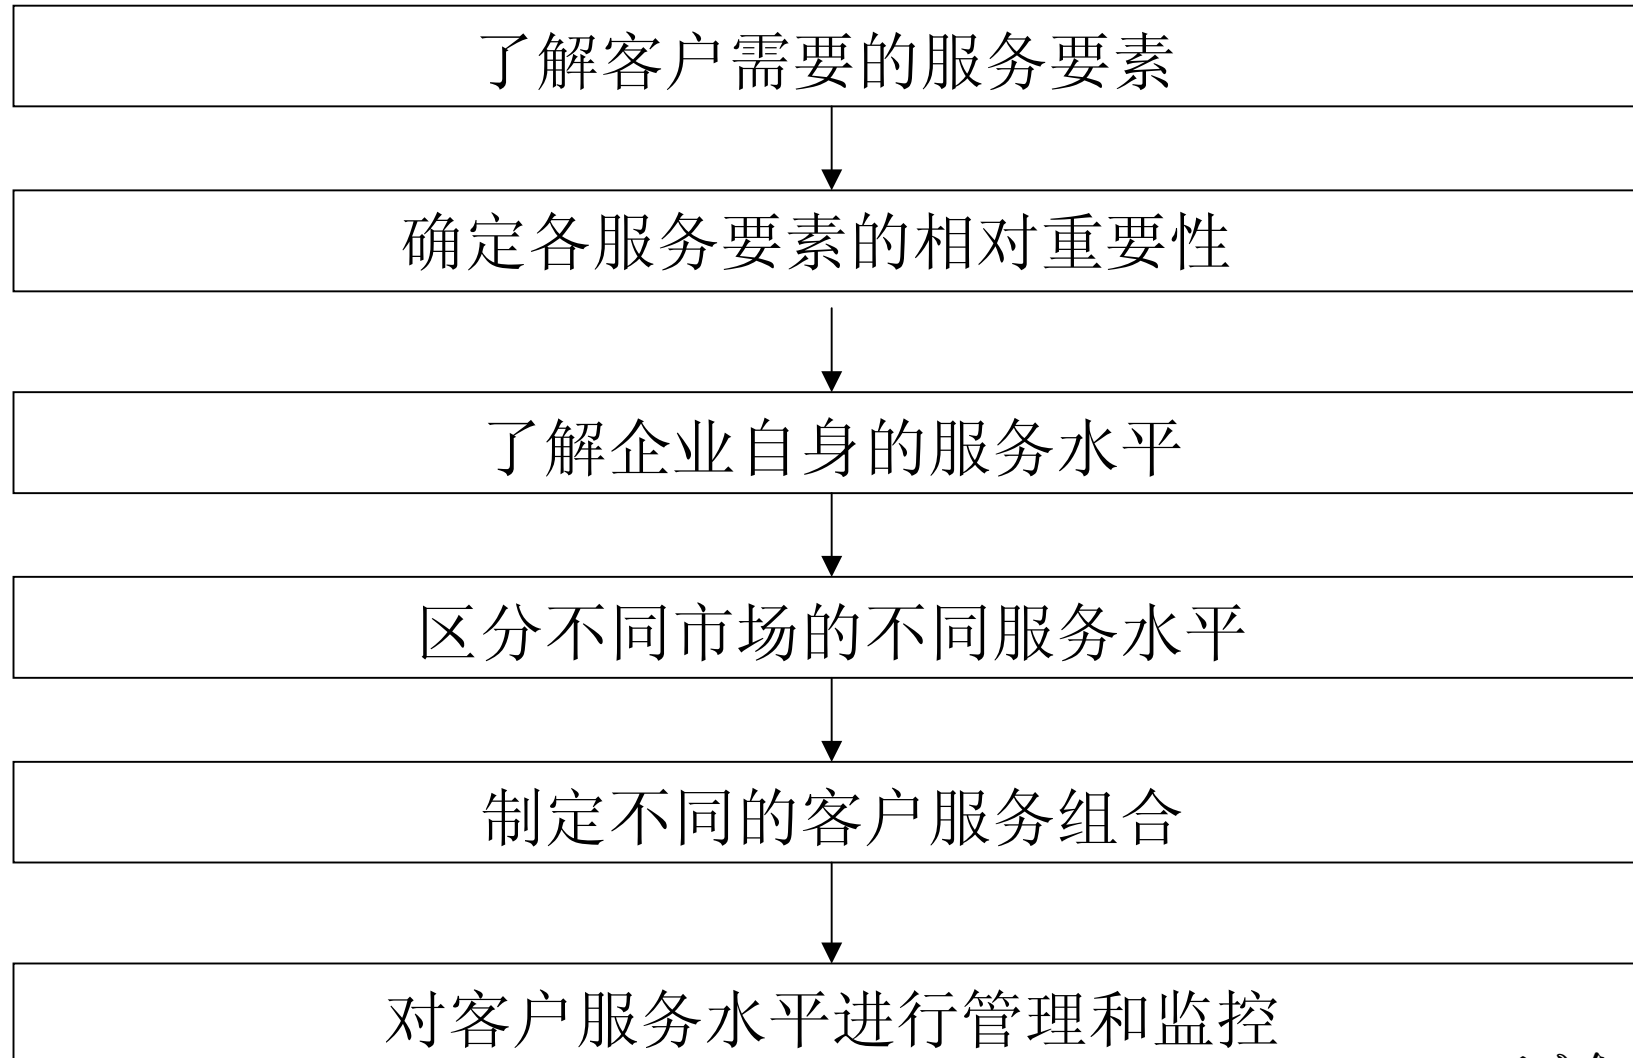 了解客户需要的服务要素
确定各服务要素的相对重要性
了解企业自身的服务水平
区分不同市场的不同服务水平
制定不同的客户服务组合
对客户服务水平进行管理和监控